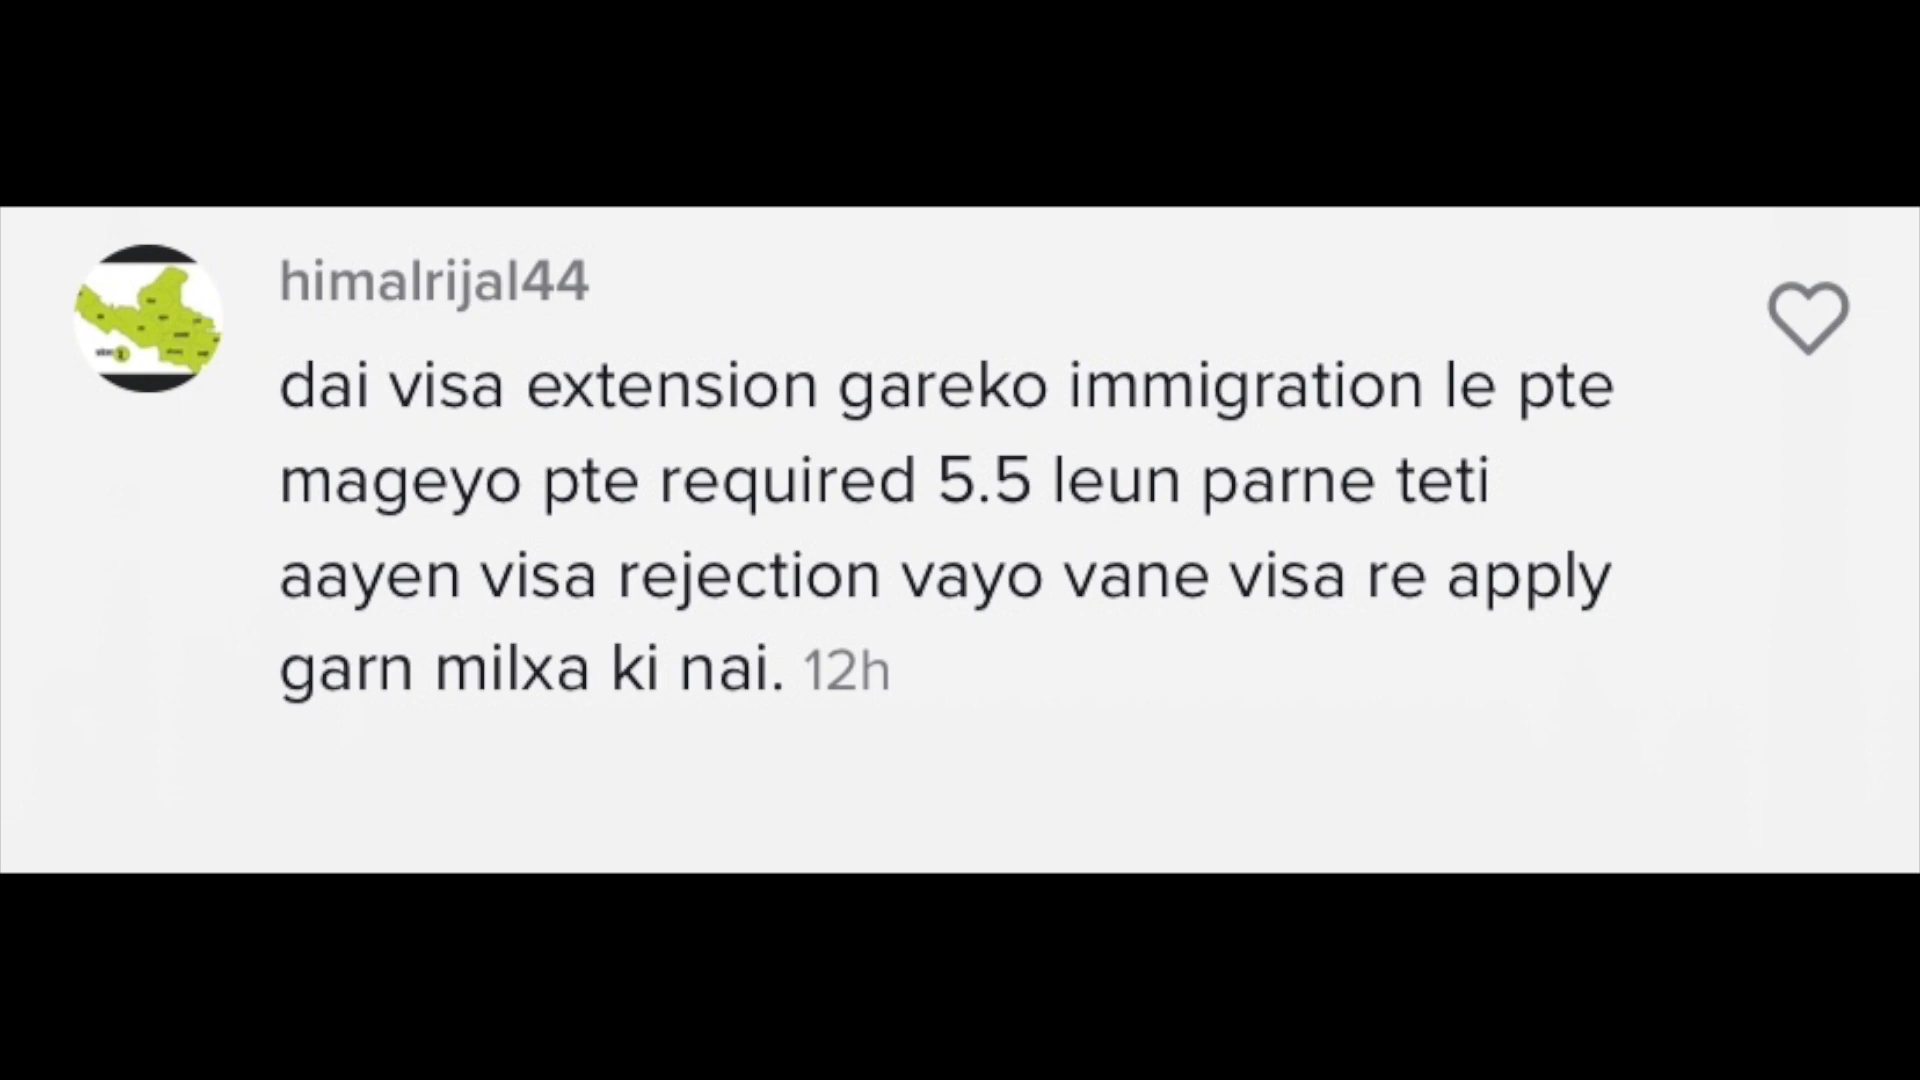 himalrijal44
dai visa extension gareko immigration le pte
mageyo pte required 5.5 leun parne teti
aayen visa rejection vayo vane visa re apply
garn milxa ki nai. 12h